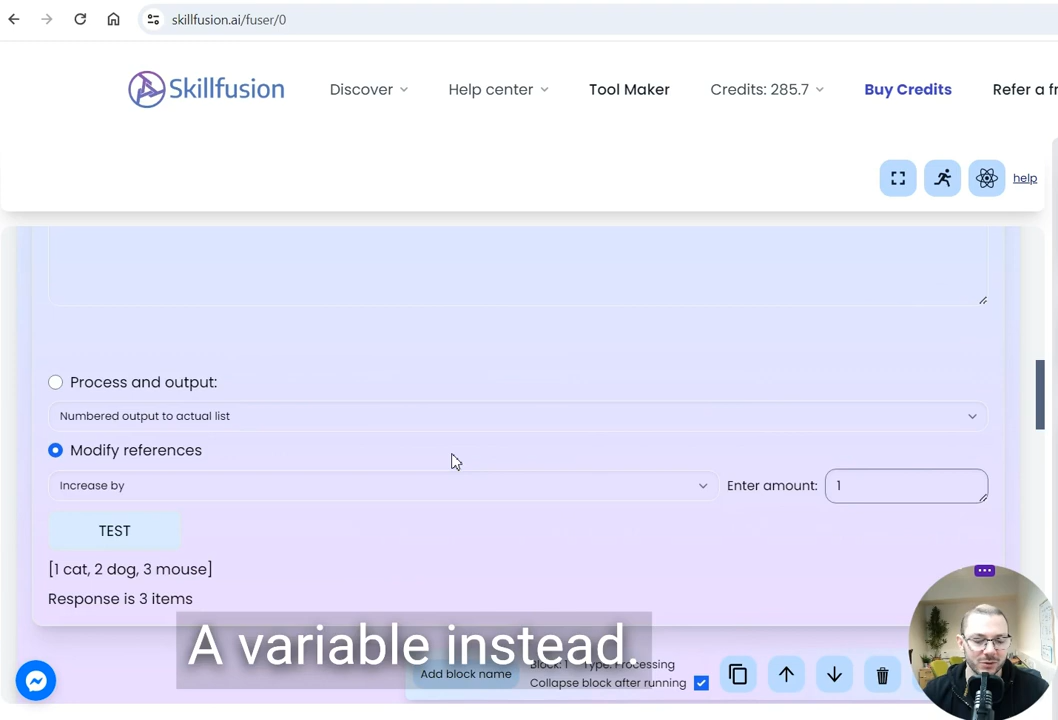 skillfusion.ai/fuser/0
Skillfusion
Discover
Help center
Tool Maker
Credits: 285.7
Buy Credits
Refer a fr
help
Process and output:
Numbered output to actual list
Modify references
Increase by
Enter amount:
1
TEST
[1 cat, 2 dog, 3 mouse]
Response is 3 items
A variable instead.
Add block name
Block: 1 Type: Processing
Collapse block after running